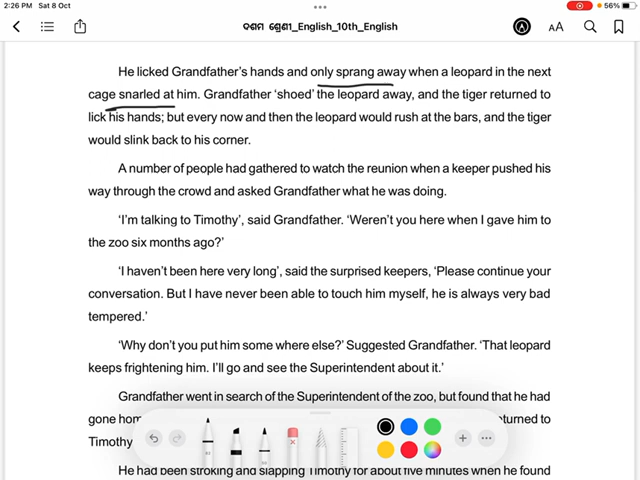 2:26 PM Sat 8 Oct
56%
ଦଶମ ଶ୍ରେଣୀ_English_10th_English
AA
He licked Grandfather's hands and only sprang away when a leopard in the next
cage snarled at him. Grandfather 'shoed' the leopard away, and the tiger returned to
lick his hands; but every now and then the leopard would rush at the bars, and the tiger
would slink back to his corner.
A number of people had gathered to watch the reunion when a keeper pushed his
way through the crowd and asked Grandfather what he was doing.
'I'm talking to Timothy', said Grandfather. 'Weren't you here when I gave him to
the zoo six months ago?'
'I haven't been here very long', said the surprised keepers, 'Please continue your
conversation. But I have never been able to touch him myself, he is always very bad
tempered.'
'Why don't you put him some where else?' Suggested Grandfather. 'That leopard
keeps frightening him. I'll go and see the Superintendent about it.'
Grandfather went in search of the Superintendent of the zoo, but found that he had
gone
Timothy
He had been stroking and slapping Timothy for about five minutes when he found